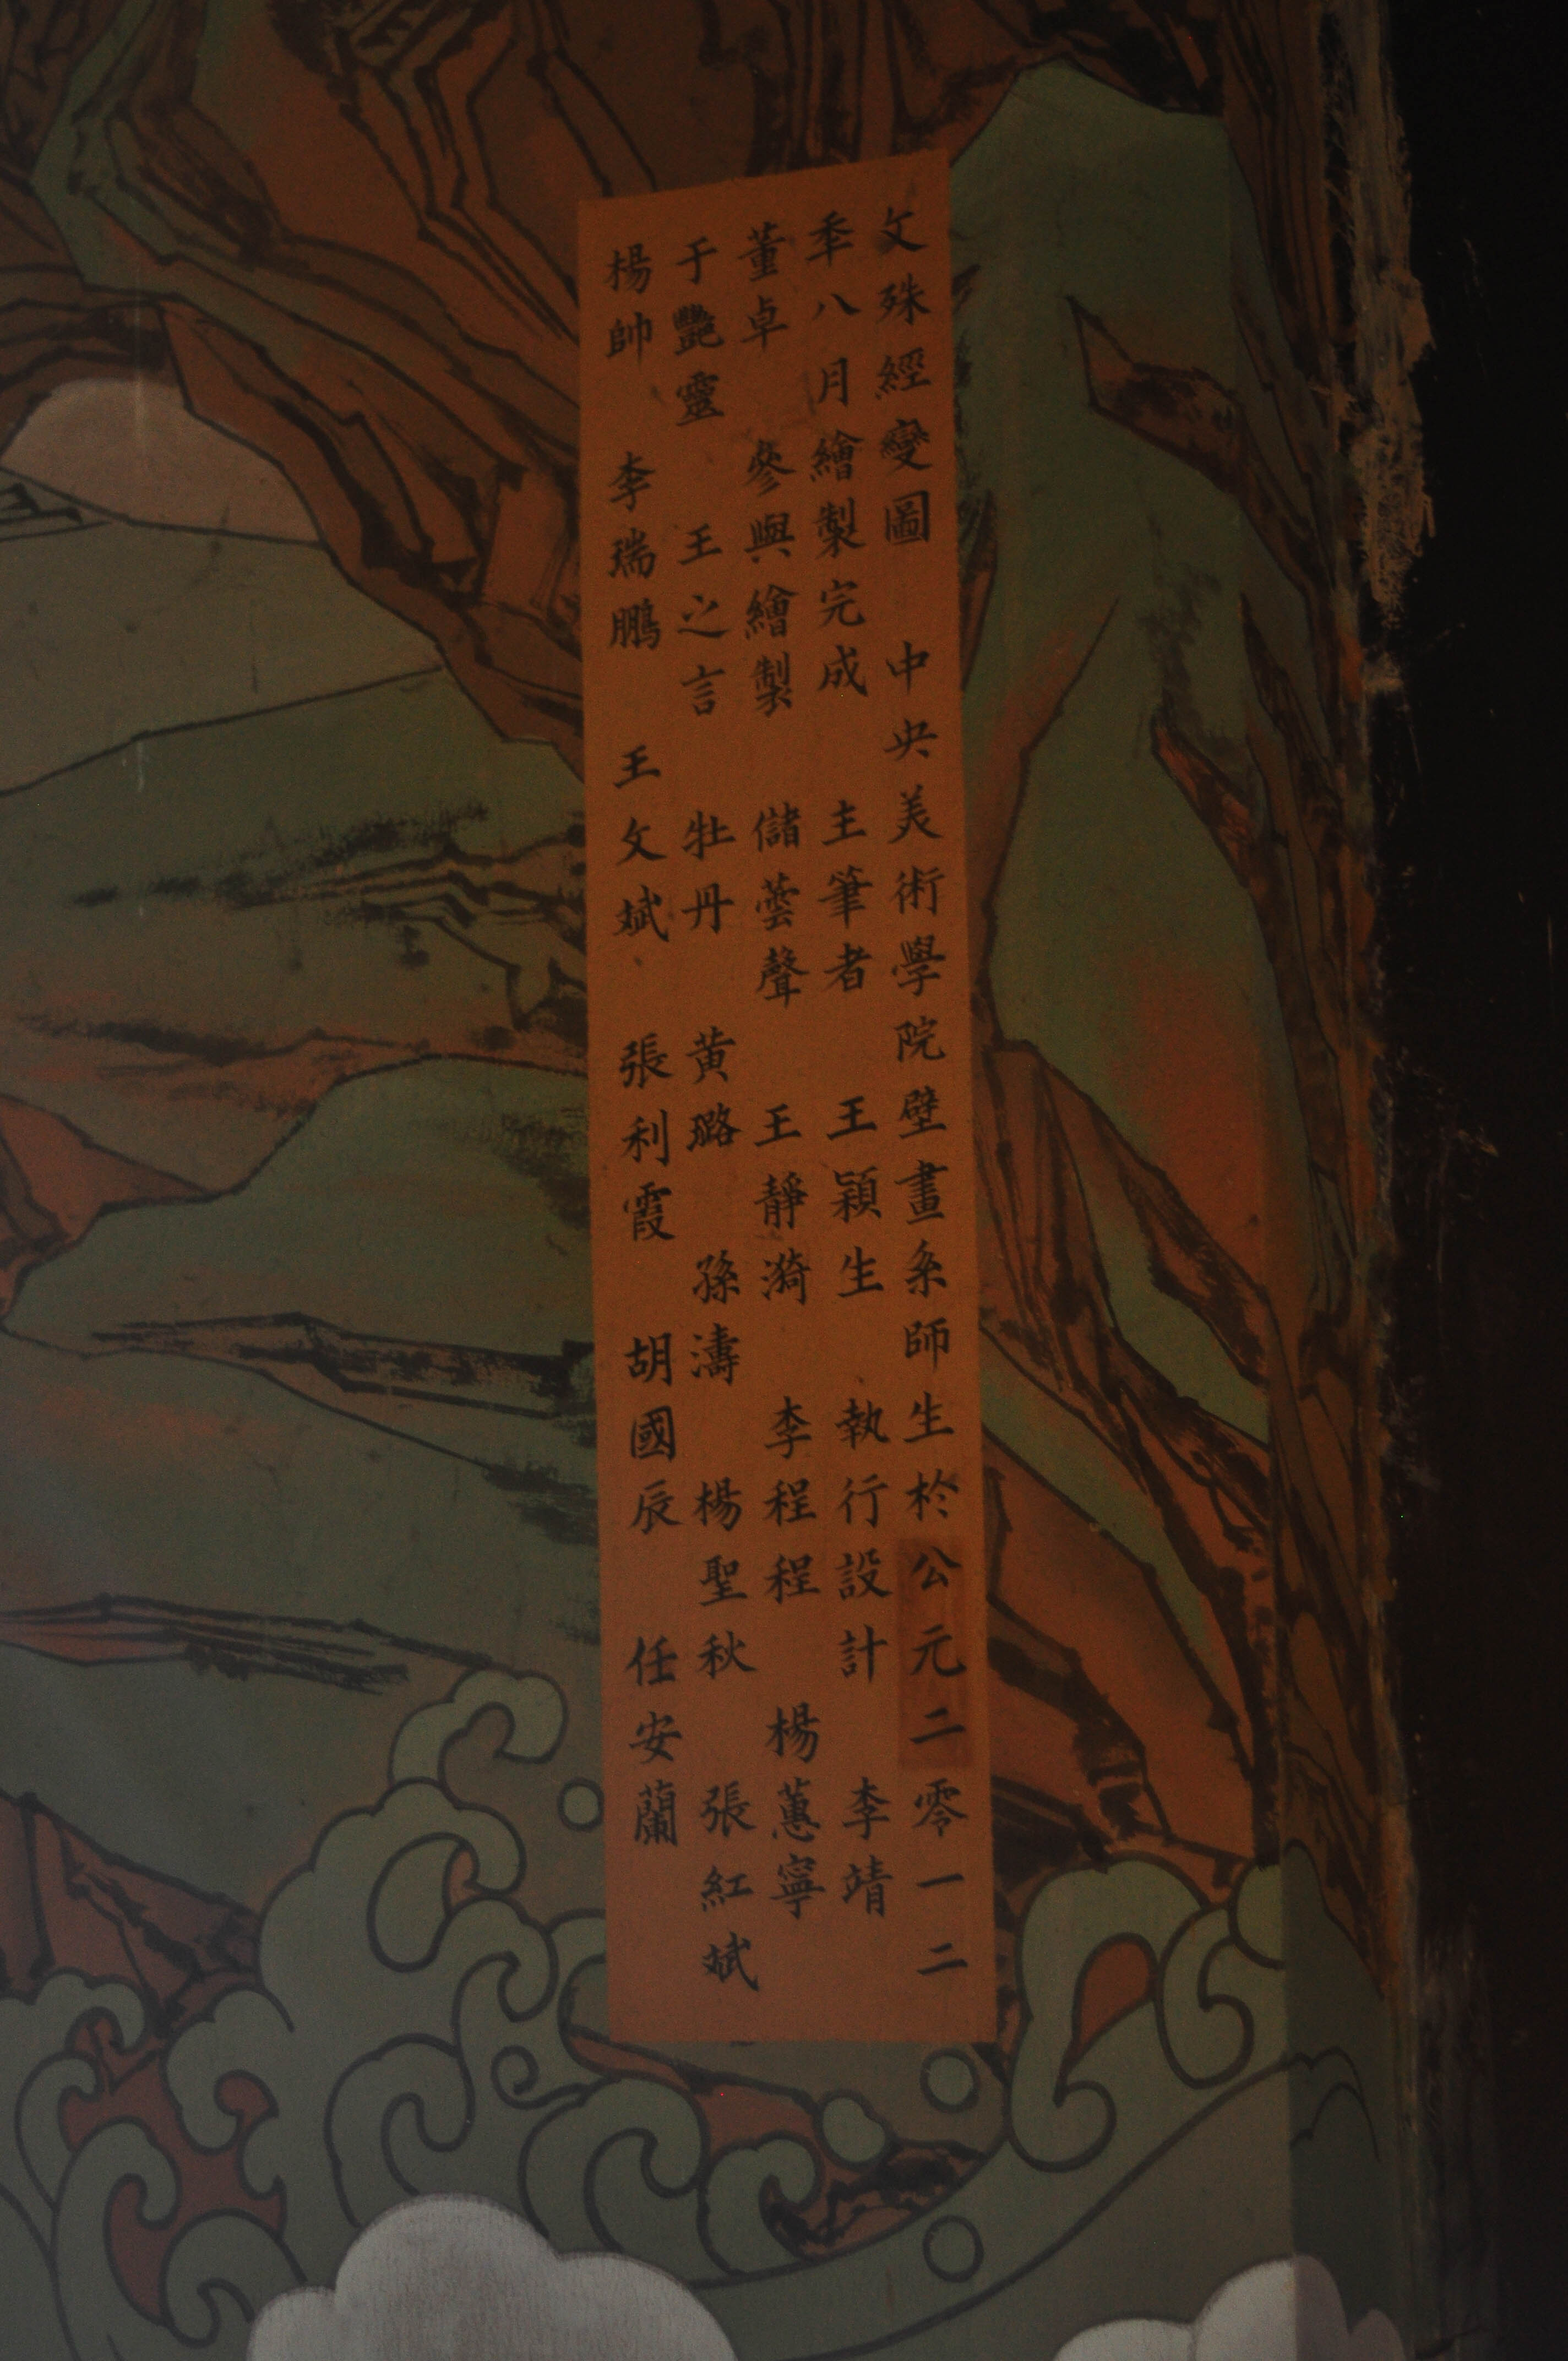 文殊經變圖 中央美術學院壁畫系師生於公元二零一二
秊八月繪製完成 主筆者 王穎生 執行設計 李靖
董卓 參與繪製 儲蕓聲 王靜漪 李程程 楊蕙寧
于艷靈 王之言 牡丹 黄璐 孫濤 楊聖秋 張紅斌
楊帥 李瑞鵬 王文斌 張利霞 胡國辰 任安蘭